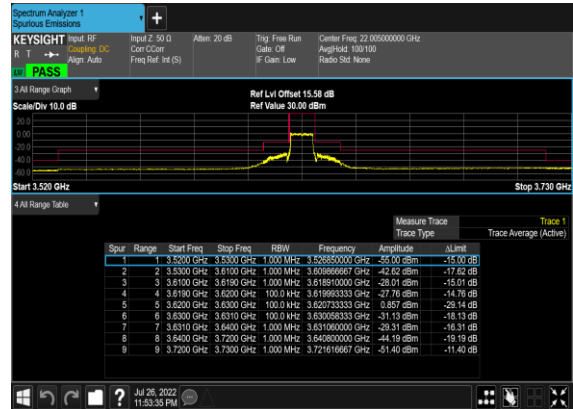 Spectrum Analyzer 1
Spurious Emissions
+
KEYSIGHT Input: RF Input Z: 50 Ω Atten: 20 dB Trig: Free Run Center Freq: 22.005000000 GHz
R T Coupling: DC Corr CCorr Gate: Off Avg|Hold: 100/100
Align: Auto Freq Ref: Int (S) IF Gain: Low Radio Std: None
PASS
3 All Range Graph
Ref Lvl Offset 15.58 dB
Scale/Div 10.0 dB Ref Value 30.00 dBm
20.0
0.00
-20.0
-40.0
-60.0
Start 3.520 GHz Stop 3.730 GHz
4 All Range Table
Measure Trace Trace 1
Trace Type Trace Average (Active)
Spur Range Start Freq Stop Freq RBW Frequency Amplitude ΔLimit
1 1 3.5200 GHz 3.5300 GHz 1.000 MHz 3.526850000 GHz -55.00 dBm -15.00 dB
2 2 3.5300 GHz 3.6100 GHz 1.000 MHz 3.609866667 GHz -42.62 dBm -17.62 dB
3 3 3.6100 GHz 3.6190 GHz 1.000 MHz 3.618910000 GHz -28.01 dBm -15.01 dB
4 4 3.6190 GHz 3.6200 GHz 100.0 kHz 3.619993333 GHz -27.76 dBm -14.76 dB
5 5 3.6200 GHz 3.6300 GHz 100.0 kHz 3.620733333 GHz 0.857 dBm -29.14 dB
6 6 3.6300 GHz 3.6310 GHz 100.0 kHz 3.630058333 GHz -31.13 dBm -18.13 dB
7 7 3.6310 GHz 3.6400 GHz 1.000 MHz 3.631060000 GHz -29.31 dBm -16.31 dB
8 8 3.6400 GHz 3.7200 GHz 1.000 MHz 3.640800000 GHz -44.19 dBm -19.19 dB
9 9 3.7200 GHz 3.7300 GHz 1.000 MHz 3.721616667 GHz -51.40 dBm -11.40 dB
? Jul 26, 2022
11:53:35 PM